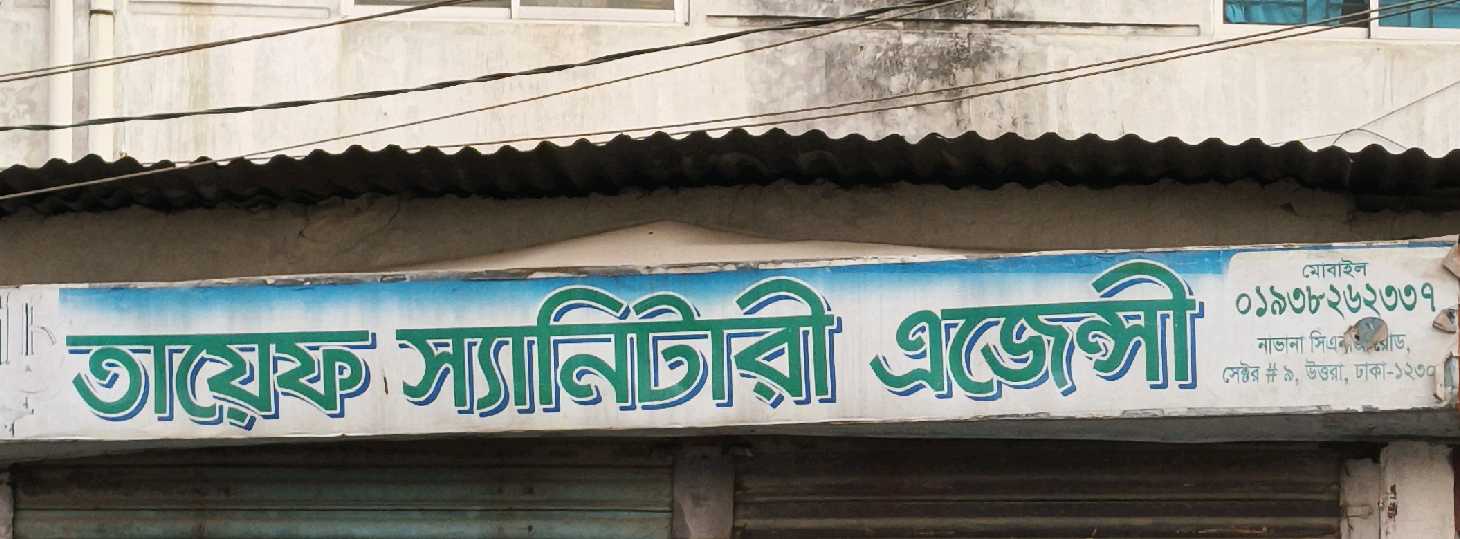 তায়েফ স্যানিটারী এজেন্সী
মোবাইল
০১৯৩৮২৬২৩৩৭
নাভানা সিএনজি রোড,
সেক্টর # ৯, উত্তরা, ঢাকা-১২৩০